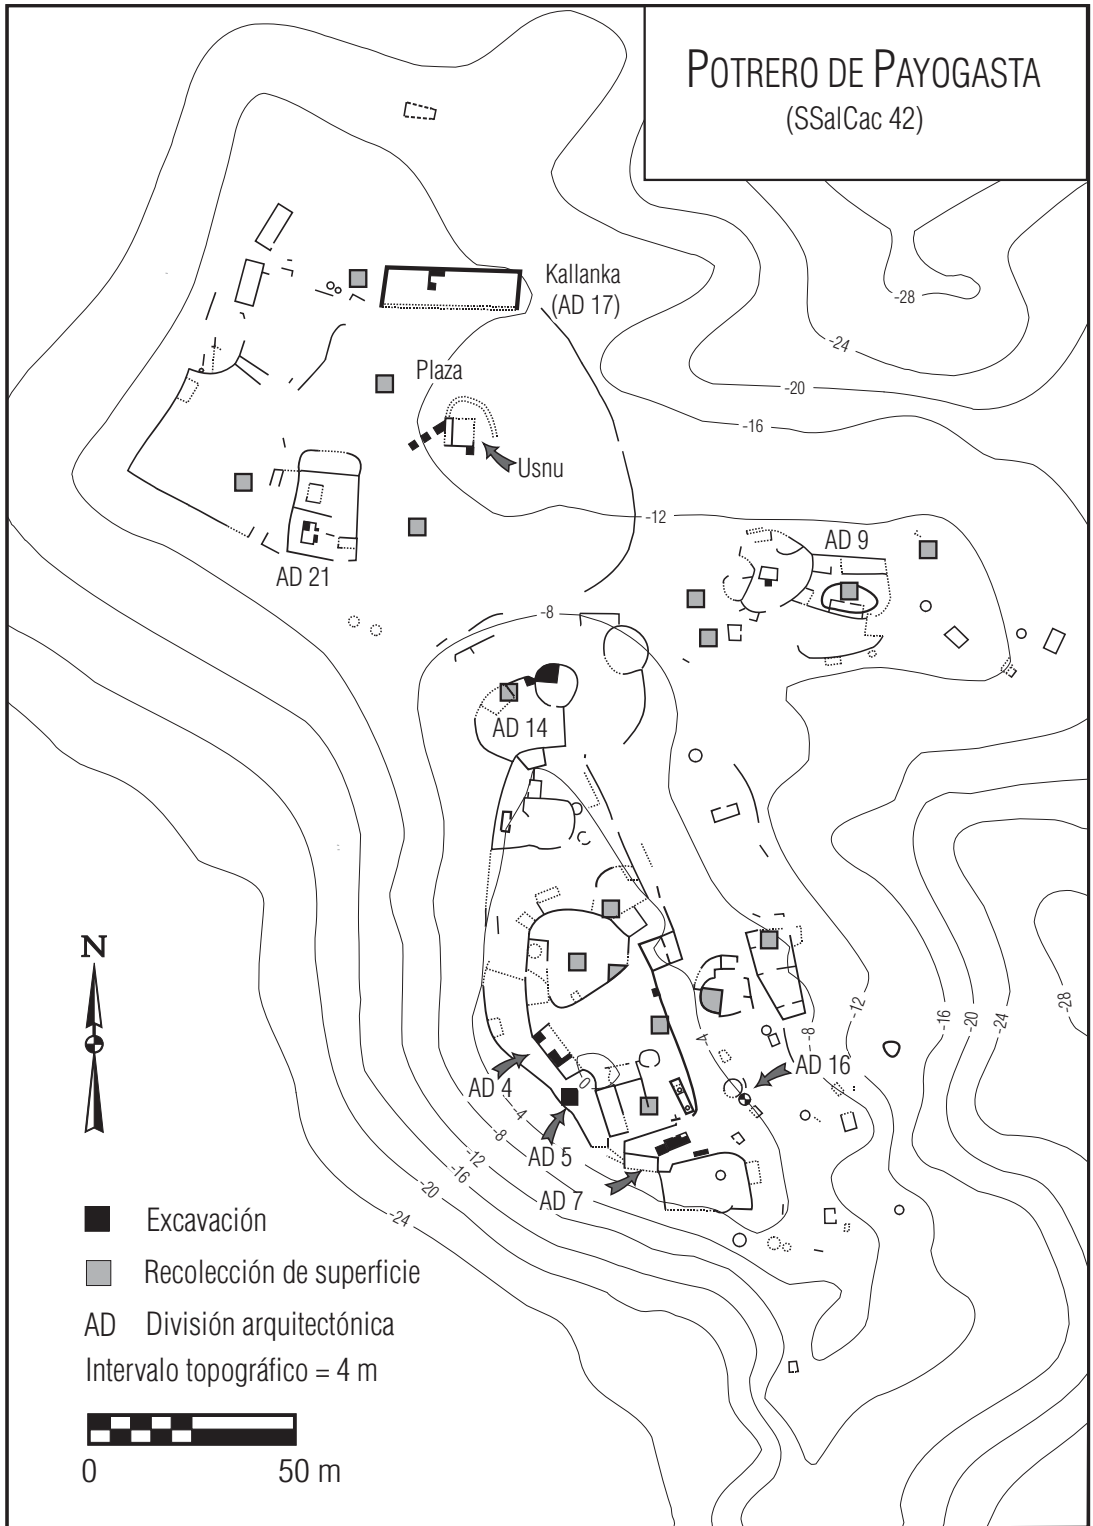 POTRERO DE PAYOGASTA
(SSalCac 42)
-28
Kallanka
(AD 17)
-24
Plaza
-20
-16
Usnu
-12
AD 9
AD 21
-8
AD 14
N
-12
-16
-20
-24
-28
-4
-8
AD 16
0
AD 4
-4
-8
AD 5
-12
-16
AD 7
-20
-24
Excavación
Recolección de superficie
AD División arquitectónica
Intervalo topográfico = 4 m
0 50 m